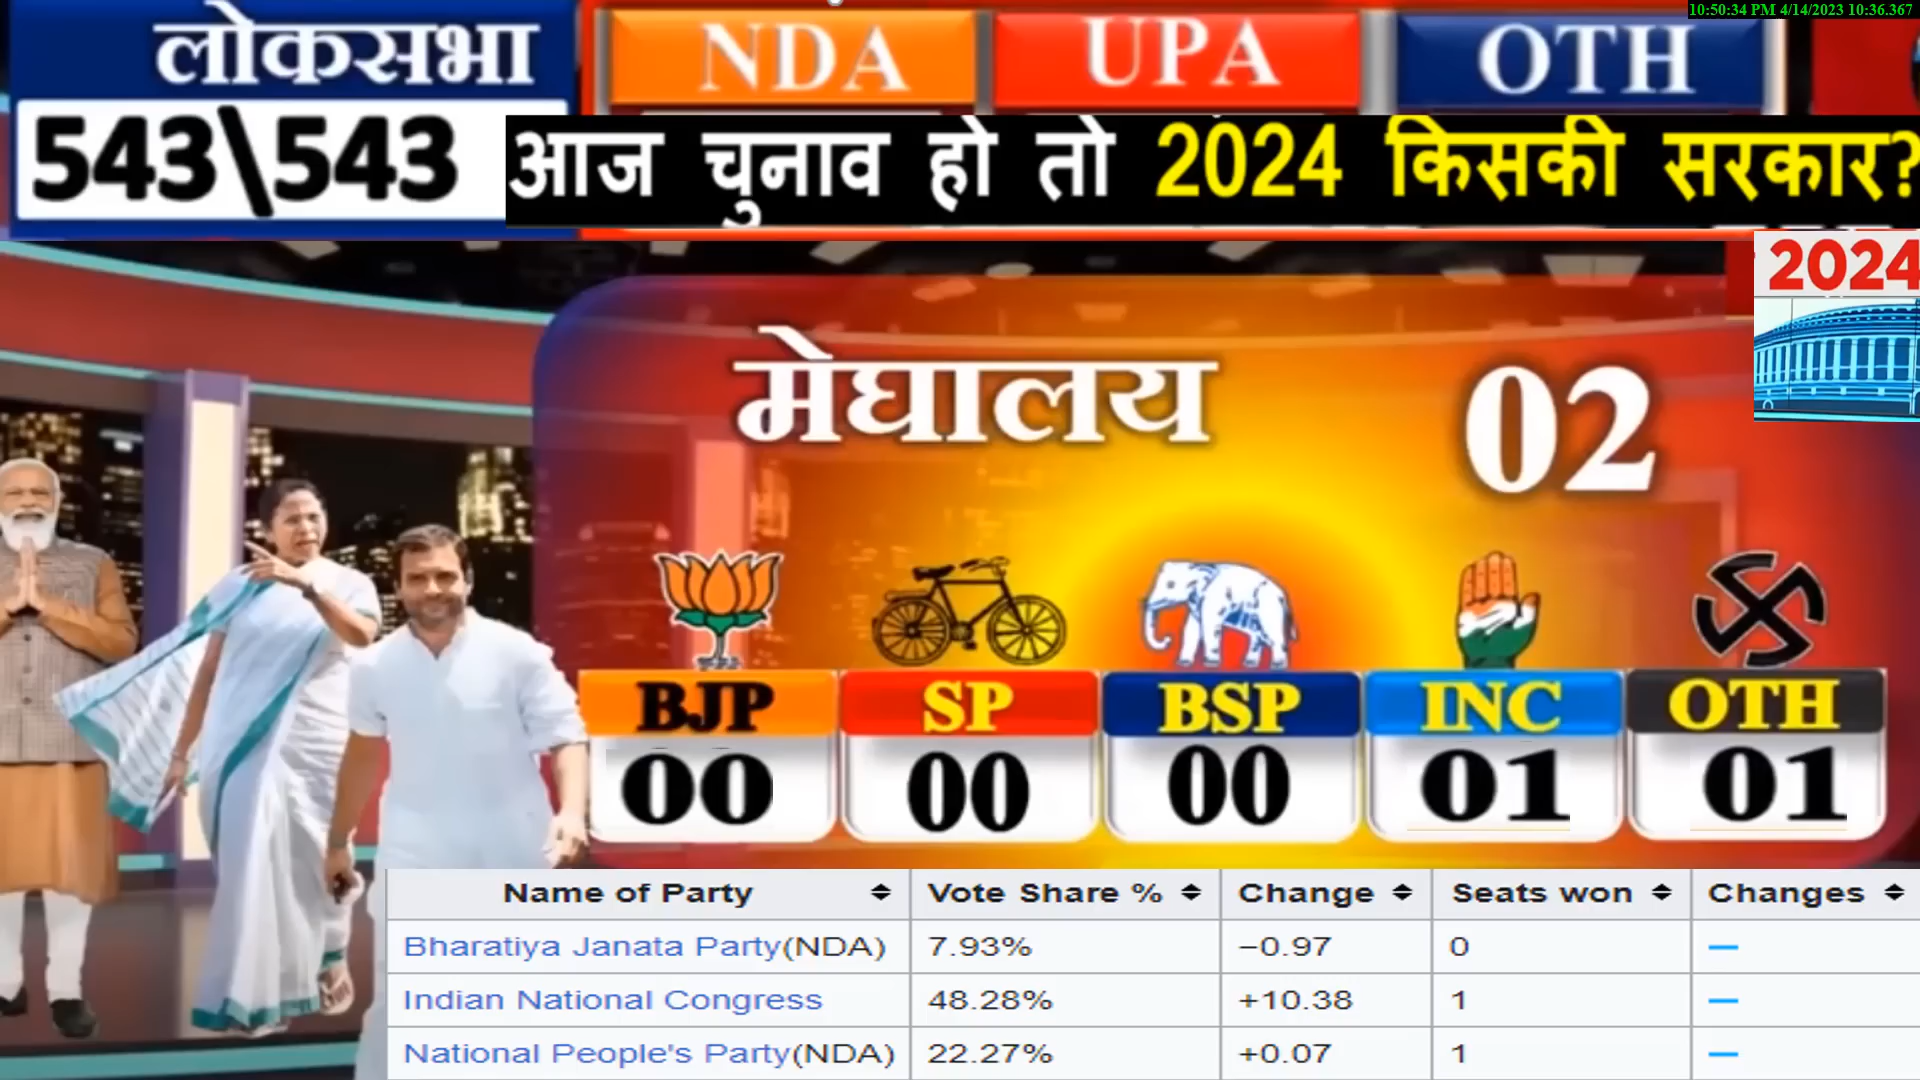 10:50:34 PM 4/14/2023 10:36.367
लोकसभा
NDA UPA OTH
543\543
आज चुनाव हो तो 2024 किसकी सरकार?
2024
मेघालय 02
BJP SP BSP INC OTH
00 00 00 01 01
Name of Party Vote Share % Change Seats won Changes
Bharatiya Janata Party(NDA) 7.93% −0.97 0 —
Indian National Congress 48.28% +10.38 1 —
National People's Party(NDA) 22.27% +0.07 1 —